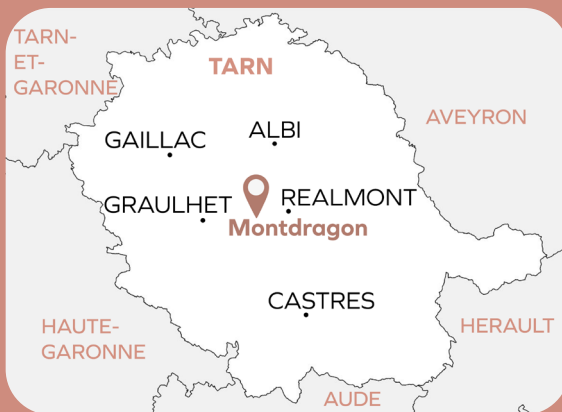 TARN-
ET-
GARONNE
TARN
AVEYRON
GAILLAC
ALBI
GRAULHET
REALMONT
Montdragon
CASTRES
HAUTE-
GARONNE
HERAULT
AUDE